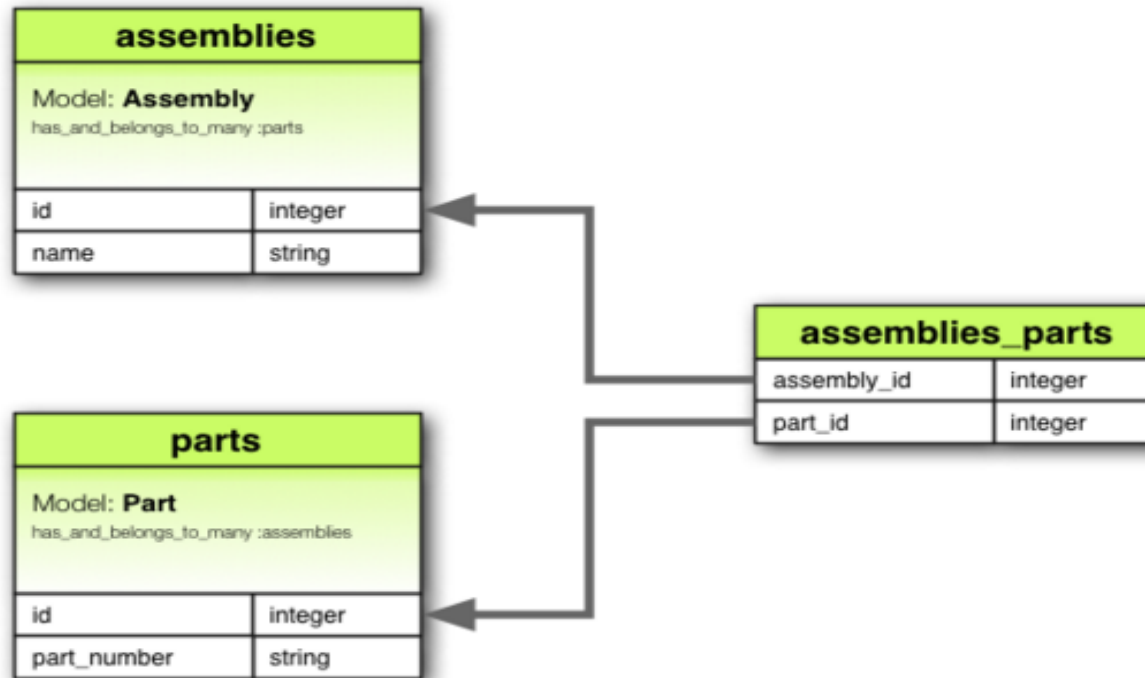 assemblies
Model: Assembly
has_and_belongs_to_many :parts
id integer
name string
assemblies_parts
assembly_id integer
part_id integer
parts
Model: Part
has_and_belongs_to_many :assemblies
id integer
part_number string